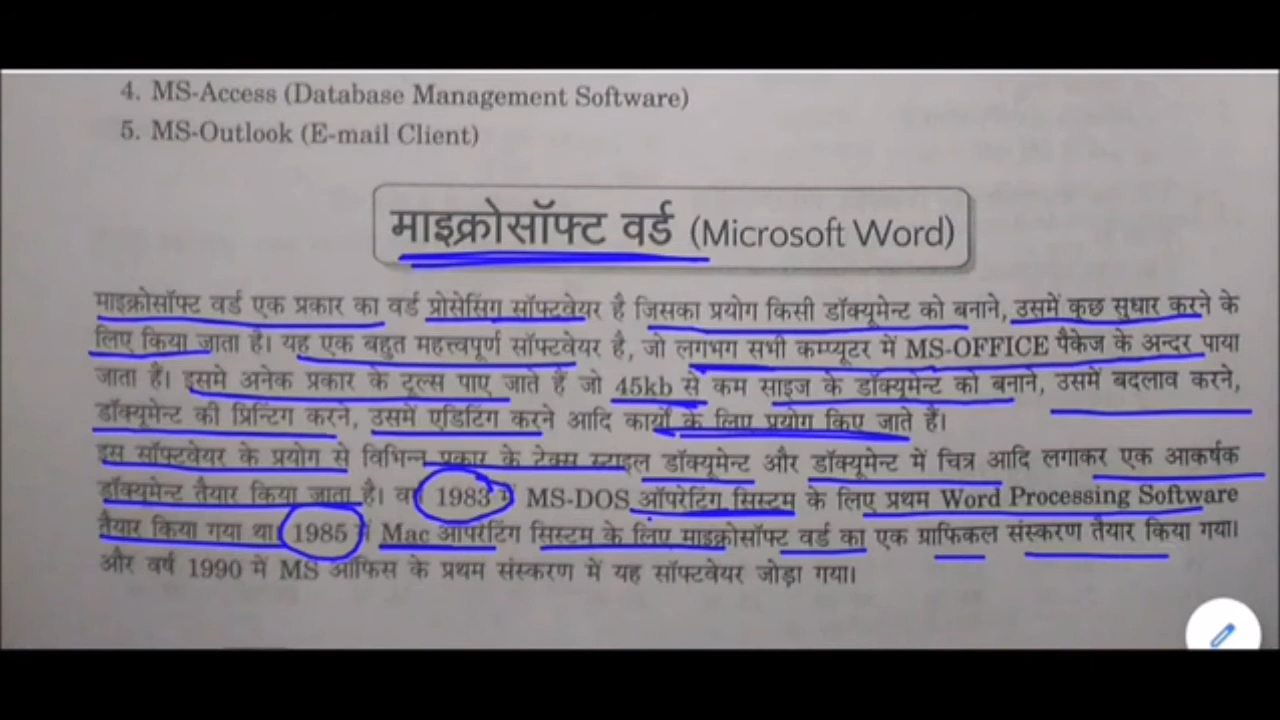 4. MS-Access (Database Management Software)
5. MS-Outlook (E-mail Client)
माइक्रोसॉफ्ट वर्ड (Microsoft Word)
माइक्रोसॉफ्ट वर्ड एक प्रकार का वर्ड प्रोसेसिंग सॉफ्टवेयर है जिसका प्रयोग किसी डॉक्यूमेन्ट को बनाने, उसमें कुछ सुधार करने के
लिए किया जाता है। यह एक बहुत महत्त्वपूर्ण सॉफ्टवेयर है, जो लगभग सभी कम्प्यूटर में MS-OFFICE पैकेज के अन्दर पाया
जाता है। इसमे अनेक प्रकार के टूल्स पाए जाते हैं जो 45kb से कम साइज के डॉक्यूमेन्ट को बनाने, उसमें बदलाव करने,
डॉक्यूमेन्ट की प्रिन्टिंग करने, उसमें एडिटिंग करने आदि कार्यों के लिए प्रयोग किए जाते हैं।
इस सॉफ्टवेयर के प्रयोग से विभिन्न प्रकार के टेक्स स्टाइल डॉक्यूमेन्ट और डॉक्यूमेन्ट में चित्र आदि लगाकर एक आकर्षक
डॉक्यूमेन्ट तैयार किया जाता है। वर्ष 1983 में MS-DOS ऑपरेटिंग सिस्टम के लिए प्रथम Word Processing Software
तैयार किया गया था। 1985 में Mac ऑपरेटिंग सिस्टम के लिए माइक्रोसॉफ्ट वर्ड का एक ग्राफिकल संस्करण तैयार किया गया।
और वर्ष 1990 में MS ऑफिस के प्रथम संस्करण में यह सॉफ्टवेयर जोड़ा गया।